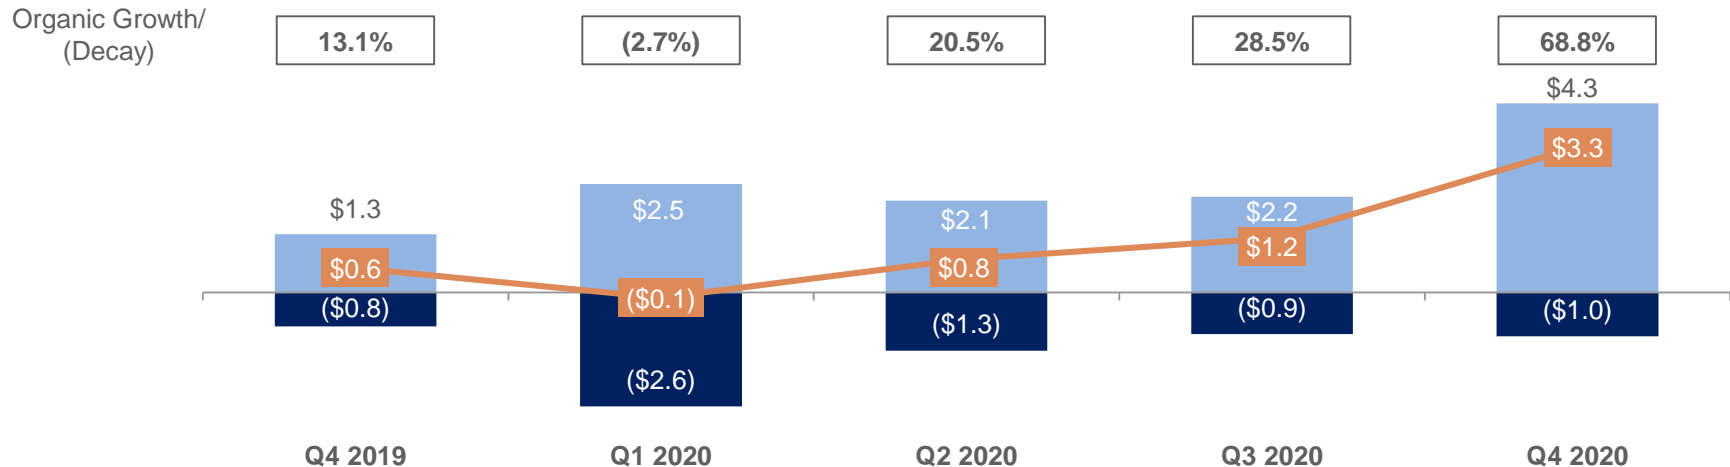 Organic Growth/
(Decay)
13.1% (2.7%) 20.5% 28.5% 68.8%
$4.3
$3.3
$1.3 $2.5 $2.1 $2.2
$0.6 ($0.1) $0.8 $1.2
($0.8) ($2.6) ($1.3) ($0.9) ($1.0)
Q4 2019 Q1 2020 Q2 2020 Q3 2020 Q4 2020